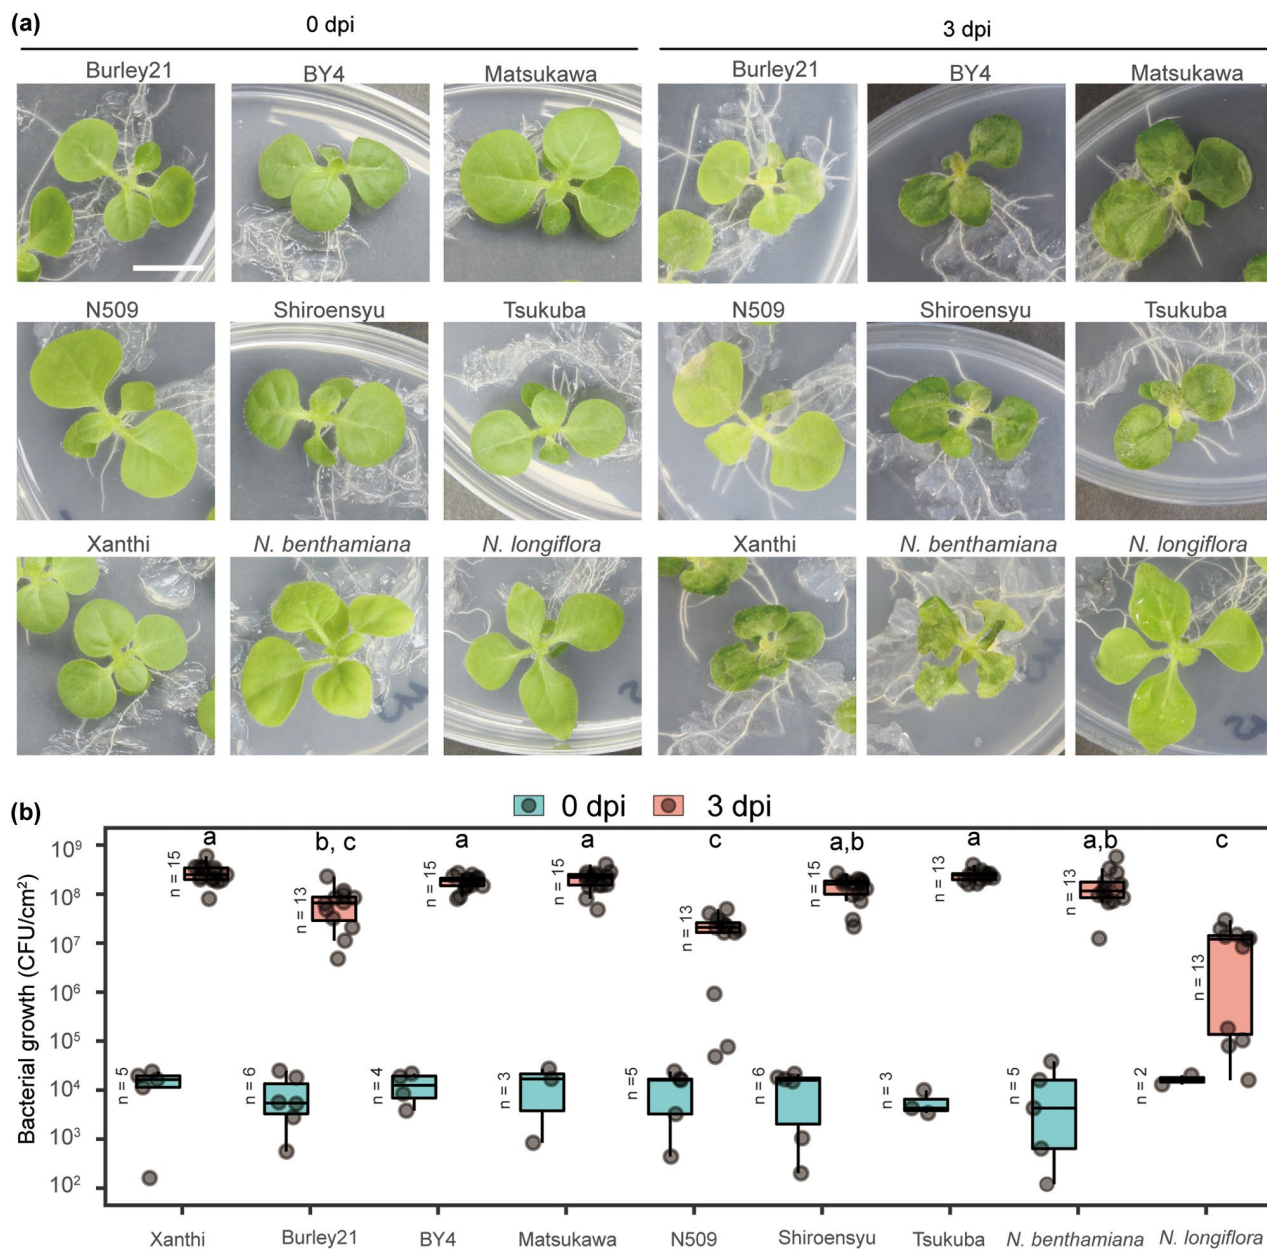 (a)
0 dpi
3 dpi
Burley21 BY4 Matsukawa Burley21 BY4 Matsukawa
N509 Shiroensyu Tsukuba N509 Shiroensyu Tsukuba
Xanthi N. benthamiana N. longiflora Xanthi N. benthamiana N. longiflora
(b)
0 dpi 3 dpi
Bacterial growth (CFU/cm²)
10⁹
10⁸
10⁷
10⁶
10⁵
10⁴
10³
10²
a b, c a a c a,b a a,b c
n = 15 n = 13 n = 15 n = 15 n = 13 n = 15 n = 13 n = 13 n = 13
n = 5 n = 6 n = 4 n = 3 n = 5 n = 6 n = 3 n = 5 n = 2
Xanthi Burley21 BY4 Matsukawa N509 Shiroensyu Tsukuba N. benthamiana N. longiflora